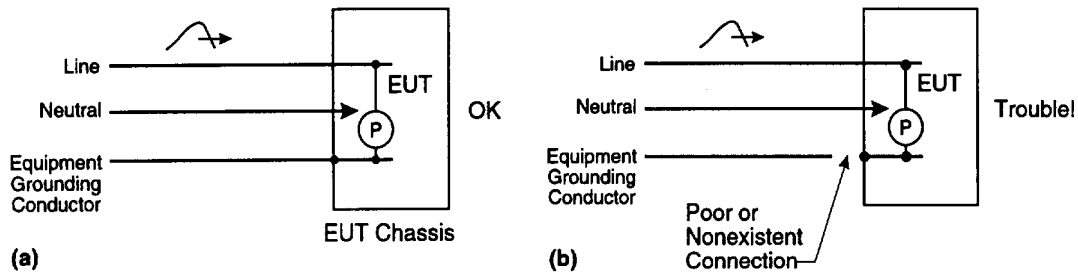 Line
Neutral
Equipment
Grounding
Conductor
EUT
P
OK
EUT Chassis
(a)
Line
Neutral
Equipment
Grounding
Conductor
EUT
P
Trouble!
Poor or
Nonexistent
Connection
(b)